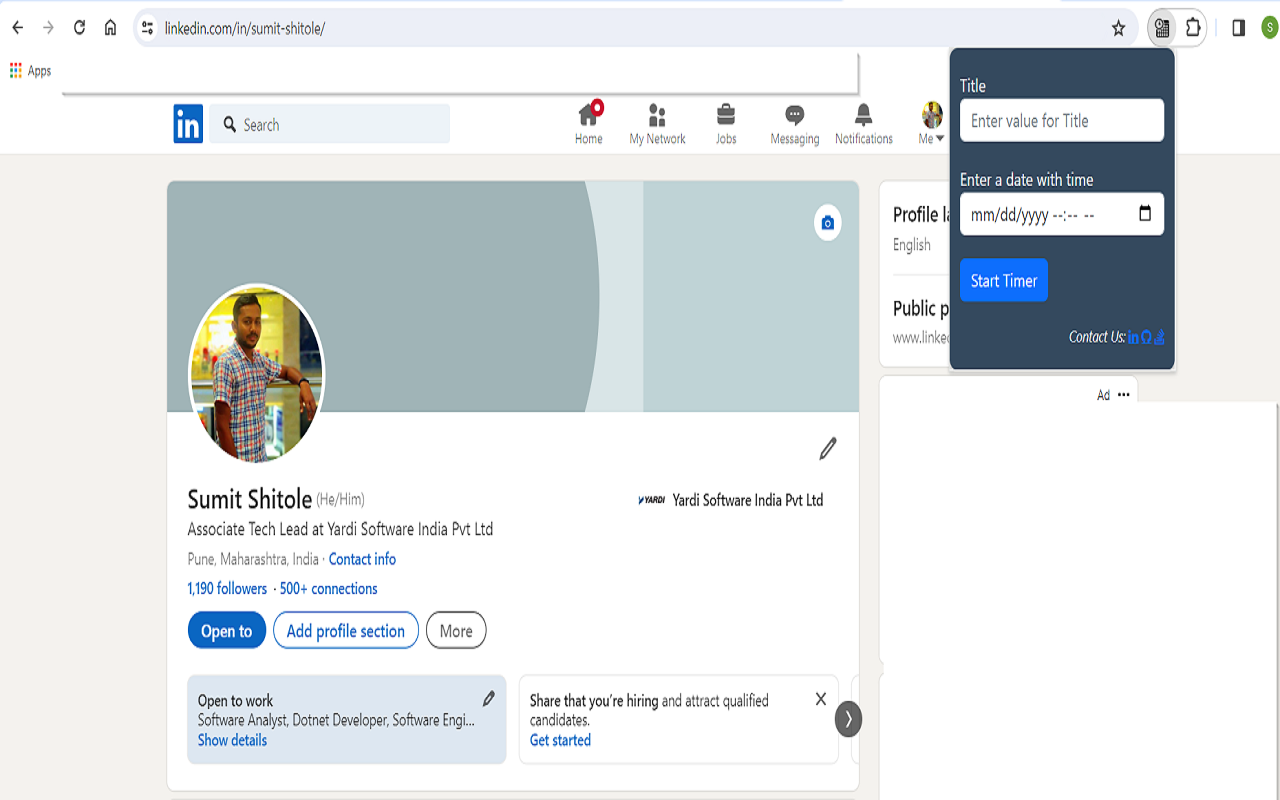 linkedin.com/in/sumit-shitole/
S
Apps
in
Search
Home
My Network
Jobs
Messaging
Notifications
Me
Title
Enter value for Title
Enter a date with time
mm/dd/yyyy --:-- --
Start Timer
Contact Us: in
Profile la
English
Public p
www.linked
Ad
Sumit Shitole (He/Him)
YARDI Yardi Software India Pvt Ltd
Associate Tech Lead at Yardi Software India Pvt Ltd
Pune, Maharashtra, India · Contact info
1,190 followers · 500+ connections
Open to
Add profile section
More
Open to work
Software Analyst, Dotnet Developer, Software Engi...
Show details
Share that you're hiring and attract qualified
candidates.
Get started